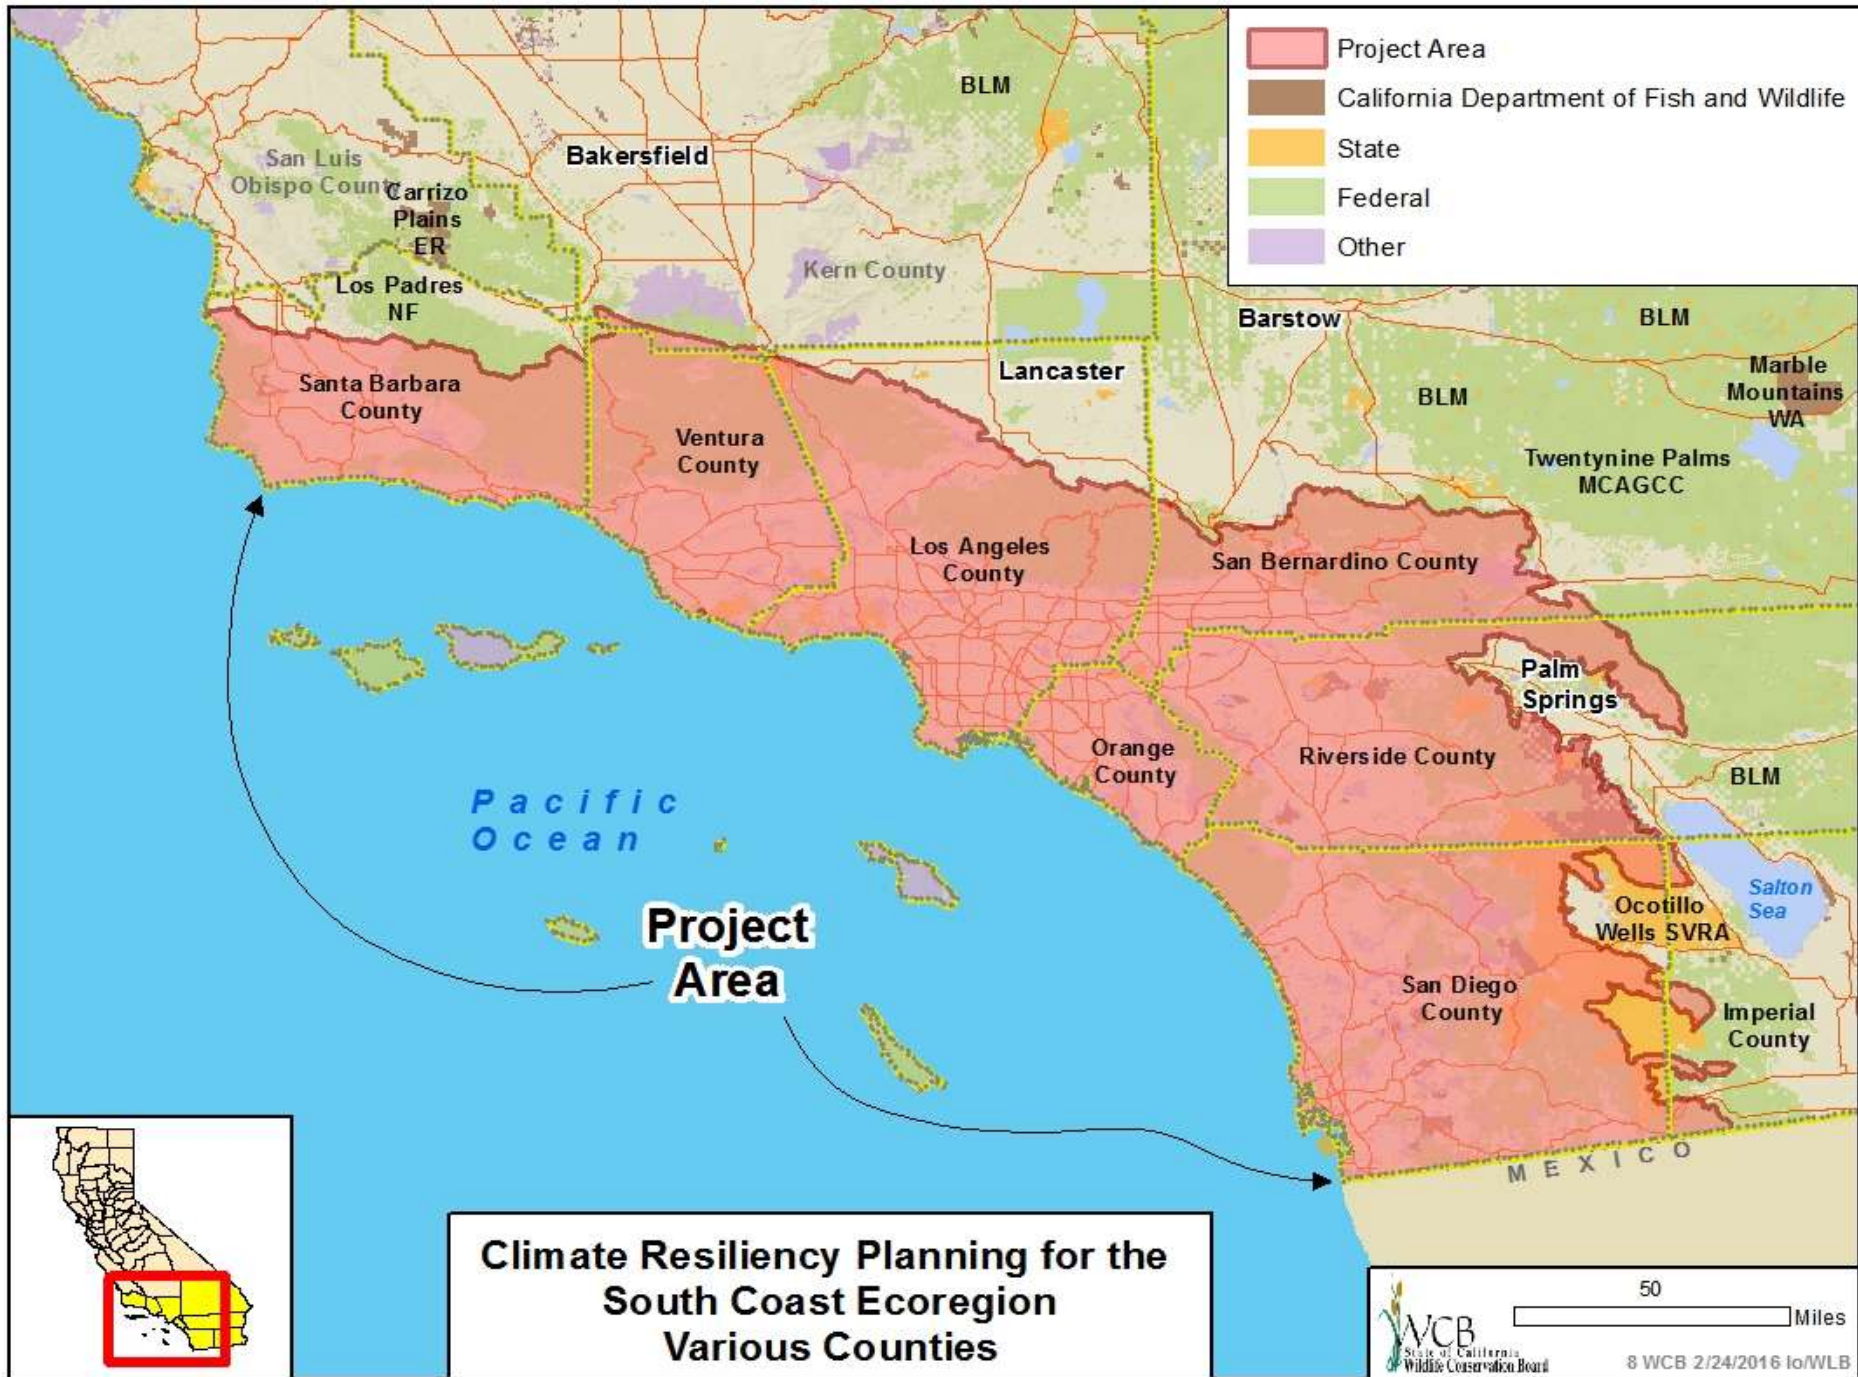 Project Area
California Department of Fish and Wildlife
State
Federal
Other
BLM
San Luis
Obispo County
Bakersfield
Carrizo
Plains
ER
Kern County
Los Padres
NF
Barstow
BLM
Lancaster
Marble
Mountains
WA
BLM
Santa Barbara
County
Ventura
County
Twentynine Palms
MCAGCC
Los Angeles
County
San Bernardino County
Palm
Springs
Orange
County
Riverside County
BLM
Pacific
Ocean
Salton
Sea
Ocotillo
Wells SVRA
Project
Area
San Diego
County
Imperial
County
MEXICO
Climate Resiliency Planning for the
South Coast Ecoregion
Various Counties
50
Miles
WCB
State of California
Wildlife Conservation Board
8 WCB 2/24/2016 lo/WLB